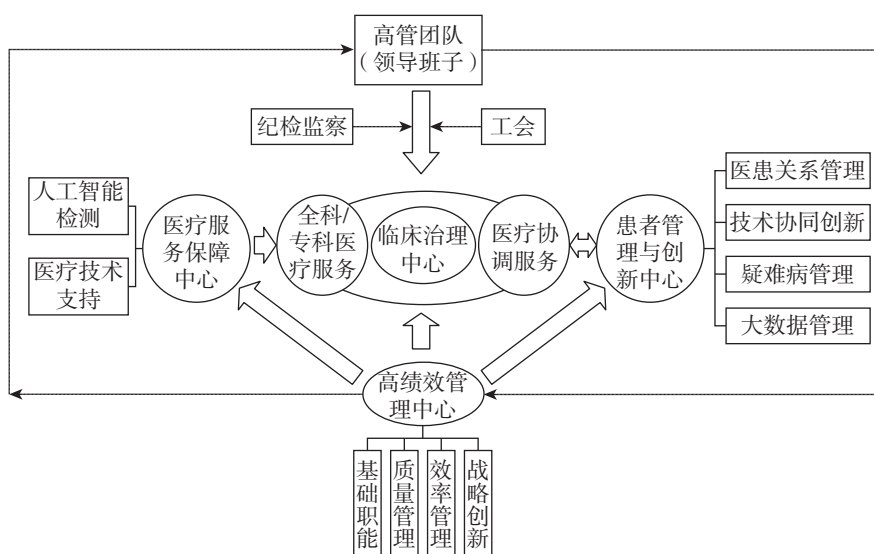 高管团队
（领导班子）
纪检监察
工会
人工智能
检测
医疗技术
支持
医疗服
务保障
中心
全科/
专科医
疗服务
临床治理
中心
医疗协
调服务
患者管
理与创
新中心
医患关系管理
技术协同创新
疑难病管理
大数据管理
高绩效管
理中心
基础职能
质量管理
效率管理
战略创新